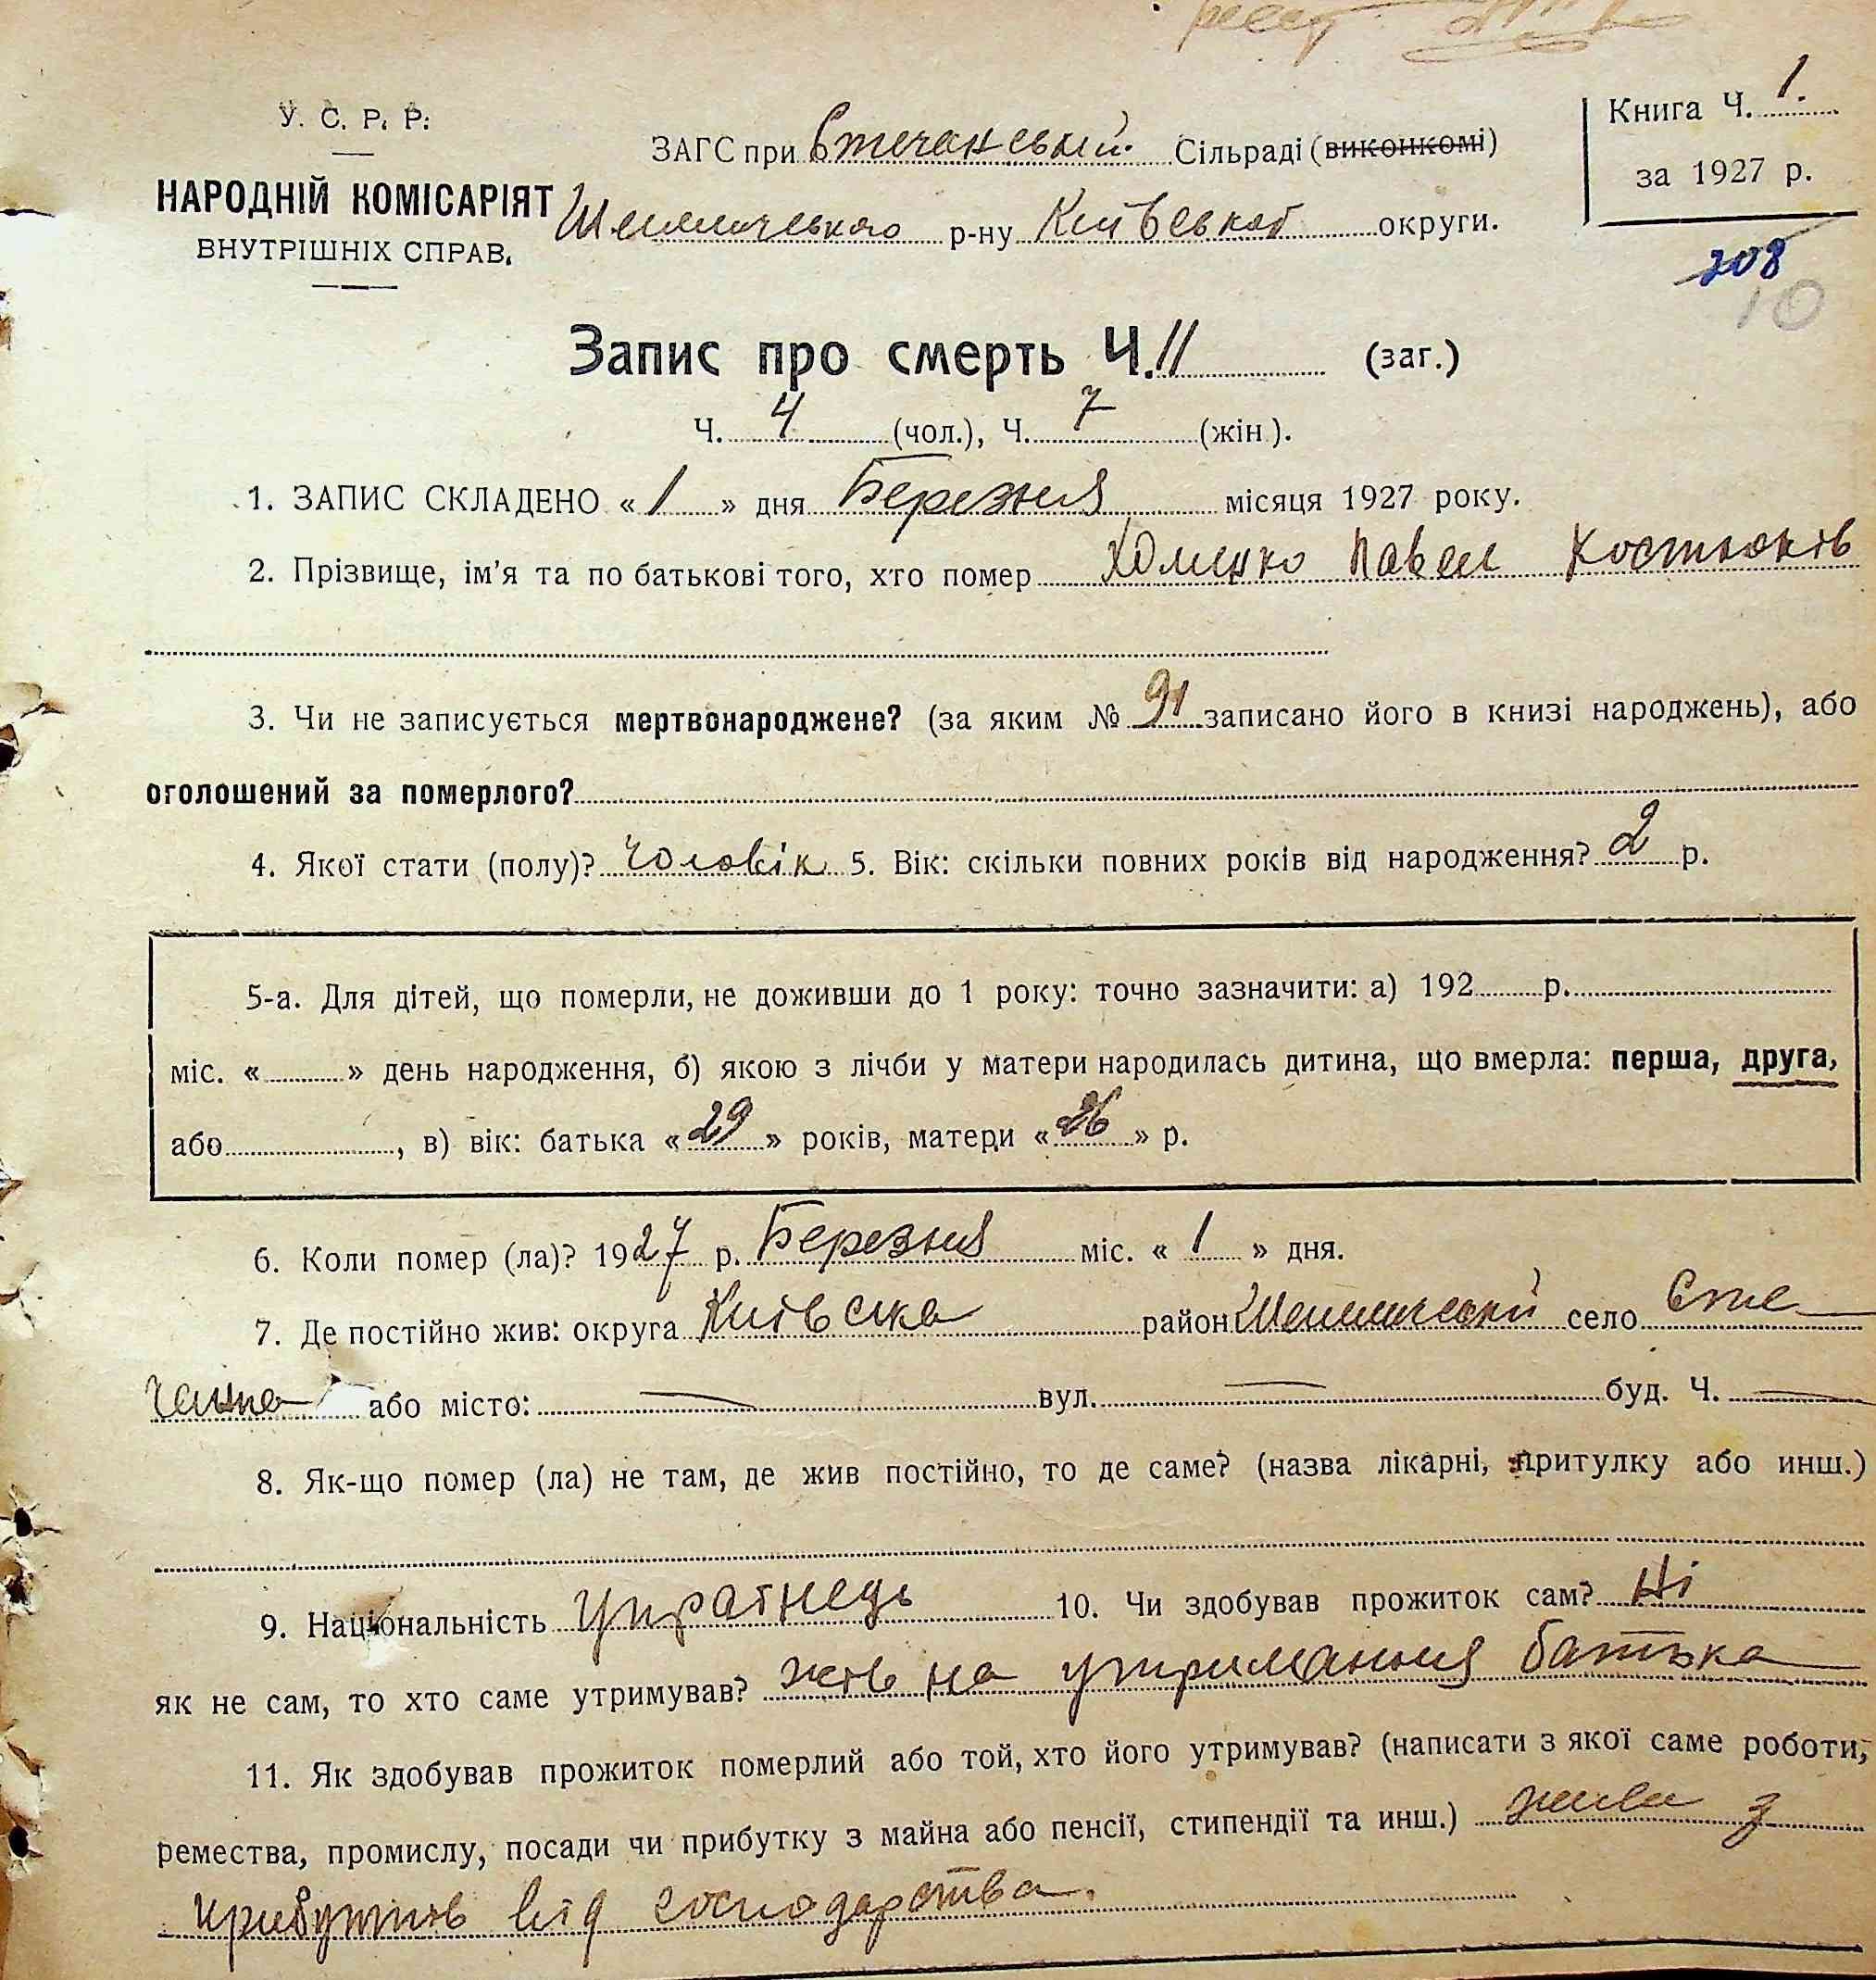 У. С. Р. Р.
НАРОДНІЙ КОМІСАРІЯТ
ВНУТРІШНІХ СПРАВ.
ЗАГС при Стечанській Сільраді (виконкомі)
р-ну Київської округи.
Книга Ч. 1.
за 1927 р.
208
10
Запис про смерть Ч. 11 (заг.)
Ч. 4 (чол.), Ч. 7 (жін.).
1. ЗАПИС СКЛАДЕНО « 1 » дня Березня місяця 1927 року.
2. Прізвище, ім'я та по батькові того, хто помер Хоменко Павел
3. Чи не записується мертвонароджене? (за яким № 91 записано його в книзі народжень), або
оголошений за померлого?
4. Якої стати (полу)? Чоловік 5. Вік: скільки повних років від народження? 2 р.
5-а. Для дітей, що померли, не доживши до 1 року: точно зазначити: а) 192 р.
міс. « » день народження, б) якою з лічби у матери народилась дитина, що вмерла: перша, друга,
або , в) вік: батька « 29 » років, матери « 26 » р.
6. Коли помер (ла)? 1927 р. Березня міс. « 1 » дня.
7. Де постійно жив: округа Київська район село Сте
чанка або місто: — вул. — буд. Ч. —
8. Як-що помер (ла) не там, де жив постійно, то де саме? (назва лікарні, притулку або инш.)
9. Національність Українець 10. Чи здобував прожиток сам? Ні
як не сам, то хто саме утримував? жив на утримання батька
11. Як здобував прожиток померлий або той, хто його утримував? (написати з якої саме роботи,
ремества, промислу, посади чи прибутку з майна або пенсії, стипендії та инш.) живе з
прибутків від господарства.